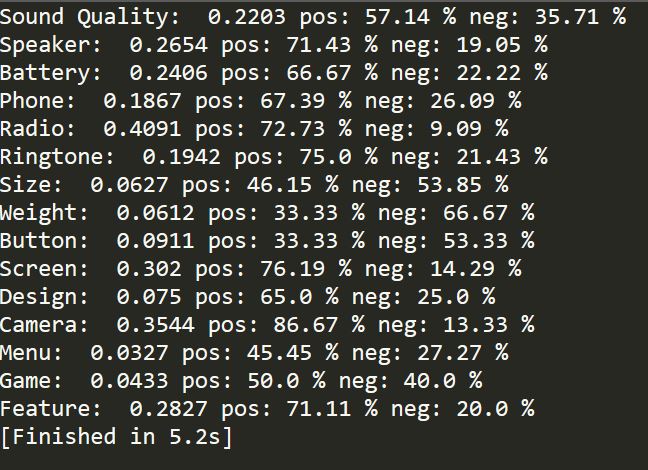 Sound Quality:  0.2203 pos: 57.14 % neg: 35.71 %
Speaker:  0.2654 pos: 71.43 % neg: 19.05 %
Battery:  0.2406 pos: 66.67 % neg: 22.22 %
Phone:  0.1867 pos: 67.39 % neg: 26.09 %
Radio:  0.4091 pos: 72.73 % neg: 9.09 %
Ringtone:  0.1942 pos: 75.0 % neg: 21.43 %
Size:  0.0627 pos: 46.15 % neg: 53.85 %
Weight:  0.0612 pos: 33.33 % neg: 66.67 %
Button:  0.0911 pos: 33.33 % neg: 53.33 %
Screen:  0.302 pos: 76.19 % neg: 14.29 %
Design:  0.075 pos: 65.0 % neg: 25.0 %
Camera:  0.3544 pos: 86.67 % neg: 13.33 %
Menu:  0.0327 pos: 45.45 % neg: 27.27 %
Game:  0.0433 pos: 50.0 % neg: 40.0 %
Feature:  0.2827 pos: 71.11 % neg: 20.0 %
[Finished in 5.2s]